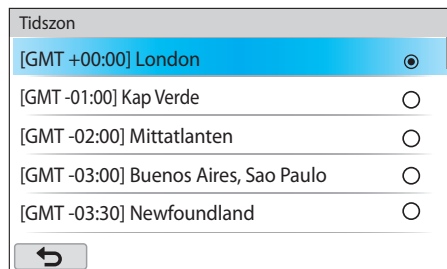 Tidszon
[GMT +00:00] London
[GMT -01:00] Kap Verde
[GMT -02:00] Mittatlanten
[GMT -03:00] Buenos Aires, Sao Paulo
[GMT -03:30] Newfoundland